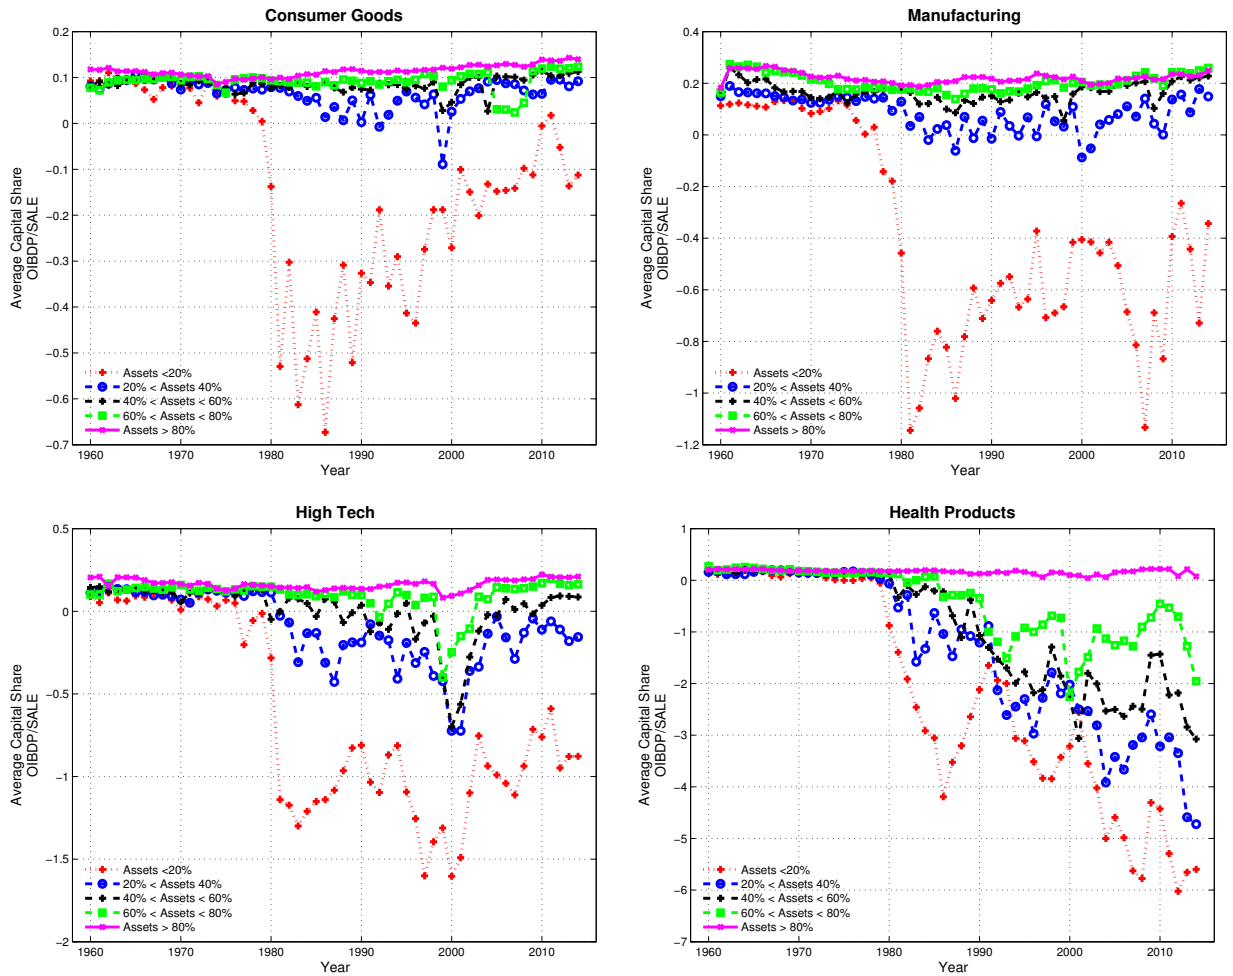 Consumer Goods
0.2
0.1
0
−0.1
−0.2
−0.3
−0.4
−0.5
−0.6
−0.7
Average Capital Share
OIBDP/SALE
Assets <20%
20% < Assets 40%
40% < Assets < 60%
60% < Assets < 80%
Assets > 80%
1960 1970 1980 1990 2000 2010
Year
Manufacturing
0.4
0.2
0
−0.2
−0.4
−0.6
−0.8
−1
−1.2
Average Capital Share
OIBDP/SALE
Assets <20%
20% < Assets 40%
40% < Assets < 60%
60% < Assets < 80%
Assets > 80%
1960 1970 1980 1990 2000 2010
Year
High Tech
0.5
0
−0.5
−1
−1.5
−2
Average Capital Share
OIBDP/SALE
Assets <20%
20% < Assets 40%
40% < Assets < 60%
60% < Assets < 80%
Assets > 80%
1960 1970 1980 1990 2000 2010
Year
Health Products
1
0
−1
−2
−3
−4
−5
−6
−7
Average Capital Share
OIBDP/SALE
Assets <20%
20% < Assets 40%
40% < Assets < 60%
60% < Assets < 80%
Assets > 80%
1960 1970 1980 1990 2000 2010
Year